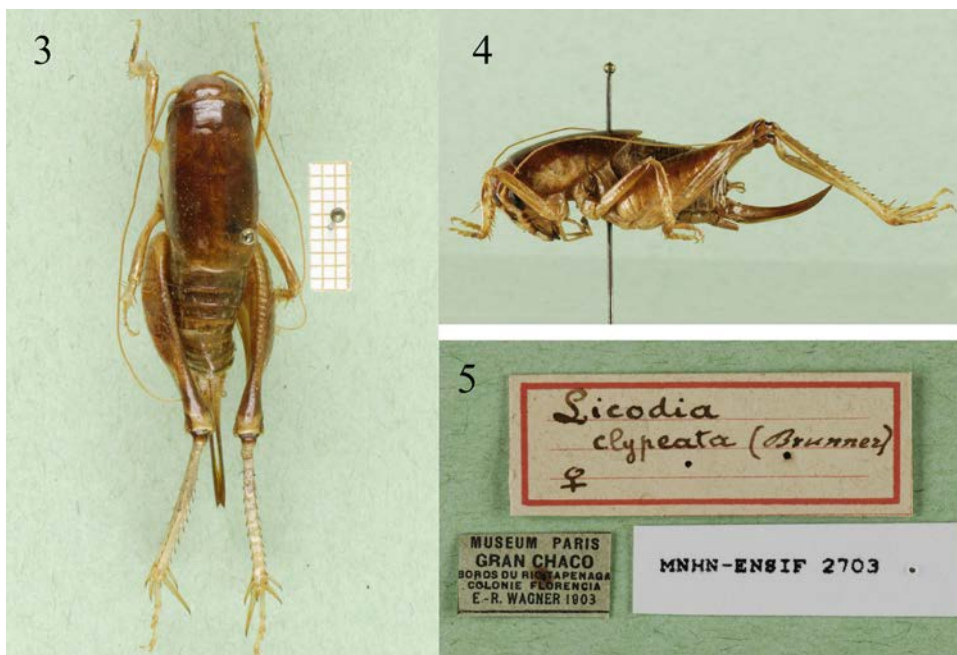 3
4
5
Licodia
clypeata (Brunner)
♀
MUSEUM PARIS
GRAN CHACO
BORDS DU RIO TAPENAGA
COLONIE FLORENCIA
E.-R. WAGNER 1903
MNHN-ENSIF 2703